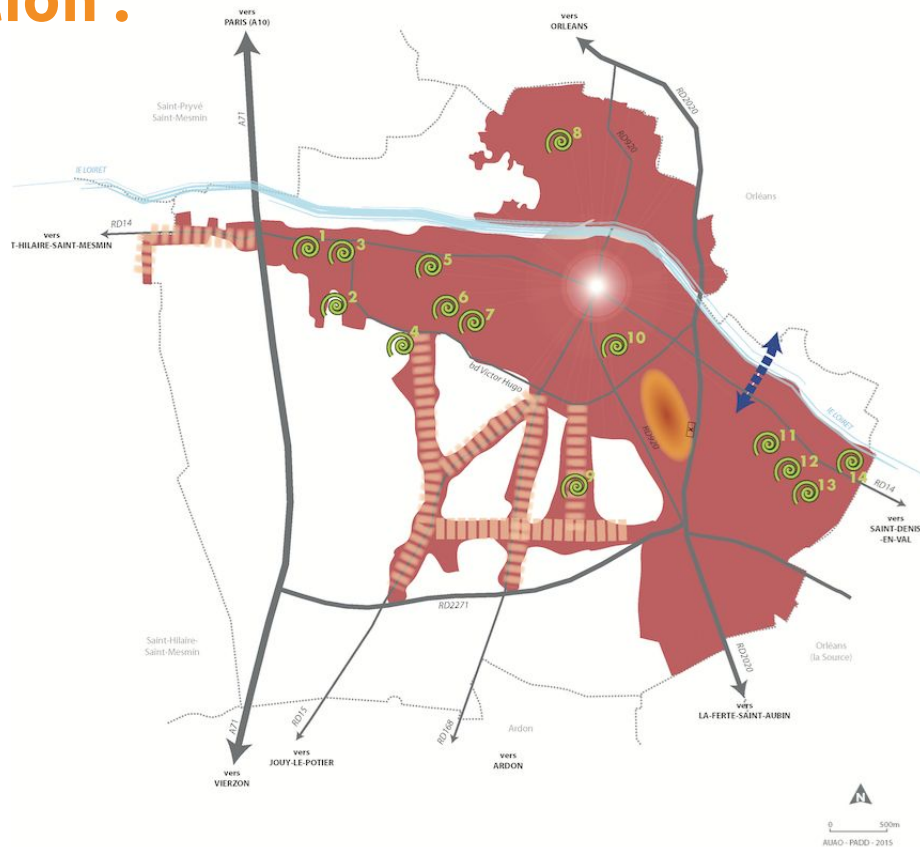 vers
PARIS (A10)
vers
ORLEANS
RD2020
A71
Saint-Pryvé
Saint-Mesmin
RD920
8
Orléans
le LOIRET
RD14
vers
T-HILAIRE-SAINT-MESMIN
1
3
5
2
6
7
4
10
bd Victor Hugo
RD920
le LOIRET
11
12
13
14
9
RD14
vers
SAINT-DENIS
-EN-VAL
RD2271
Saint-Hilaire-
Saint-Mesmin
Orléans
(la Source)
RD2020
vers
LA-FERTE-SAINT-AUBIN
A71
RD15
RD168
Ardon
vers
JOUY-LE-POTIER
vers
ARDON
vers
VIERZON
N
0 500m
AUAO - PADD - 2015